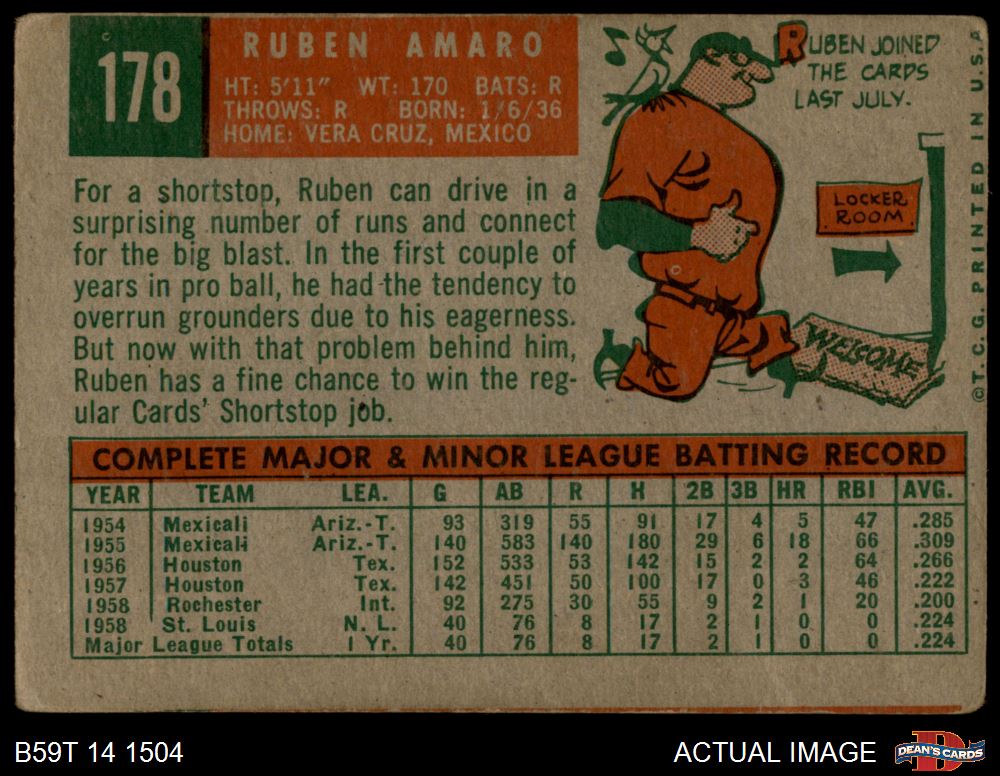 178
RUBEN AMARO
HT: 5'11" WT: 170 BATS: R
THROWS: R BORN: 1/6/36
HOME: VERA CRUZ, MEXICO
RUBEN JOINED
THE CARDS
LAST JULY.
LOCKER
ROOM
WELCOME
©T. C. G. PRINTED IN U.S.A.
For a shortstop, Ruben can drive in a
surprising number of runs and connect
for the big blast. In the first couple of
years in pro ball, he had the tendency to
overrun grounders due to his eagerness.
But now with that problem behind him,
Ruben has a fine chance to win the reg-
ular Cards' Shortstop job.
COMPLETE MAJOR & MINOR LEAGUE BATTING RECORD
YEAR TEAM LEA. G AB R H 2B 3B HR RBI AVG.
1954 Mexicali Ariz.-T. 93 319 55 91 17 4 5 47 .285
1955 Mexicali Ariz.-T. 140 583 140 180 29 6 18 66 .309
1956 Houston Tex. 152 533 53 142 15 2 2 64 .266
1957 Houston Tex. 142 451 50 100 17 0 3 46 .222
1958 Rochester Int. 92 275 30 55 9 2 1 20 .200
1958 St. Louis N. L. 40 76 8 17 2 1 0 0 .224
Major League Totals 1 Yr. 40 76 8 17 2 1 0 0 .224
B59T 14 1504
ACTUAL IMAGE
DEAN'S CARDS